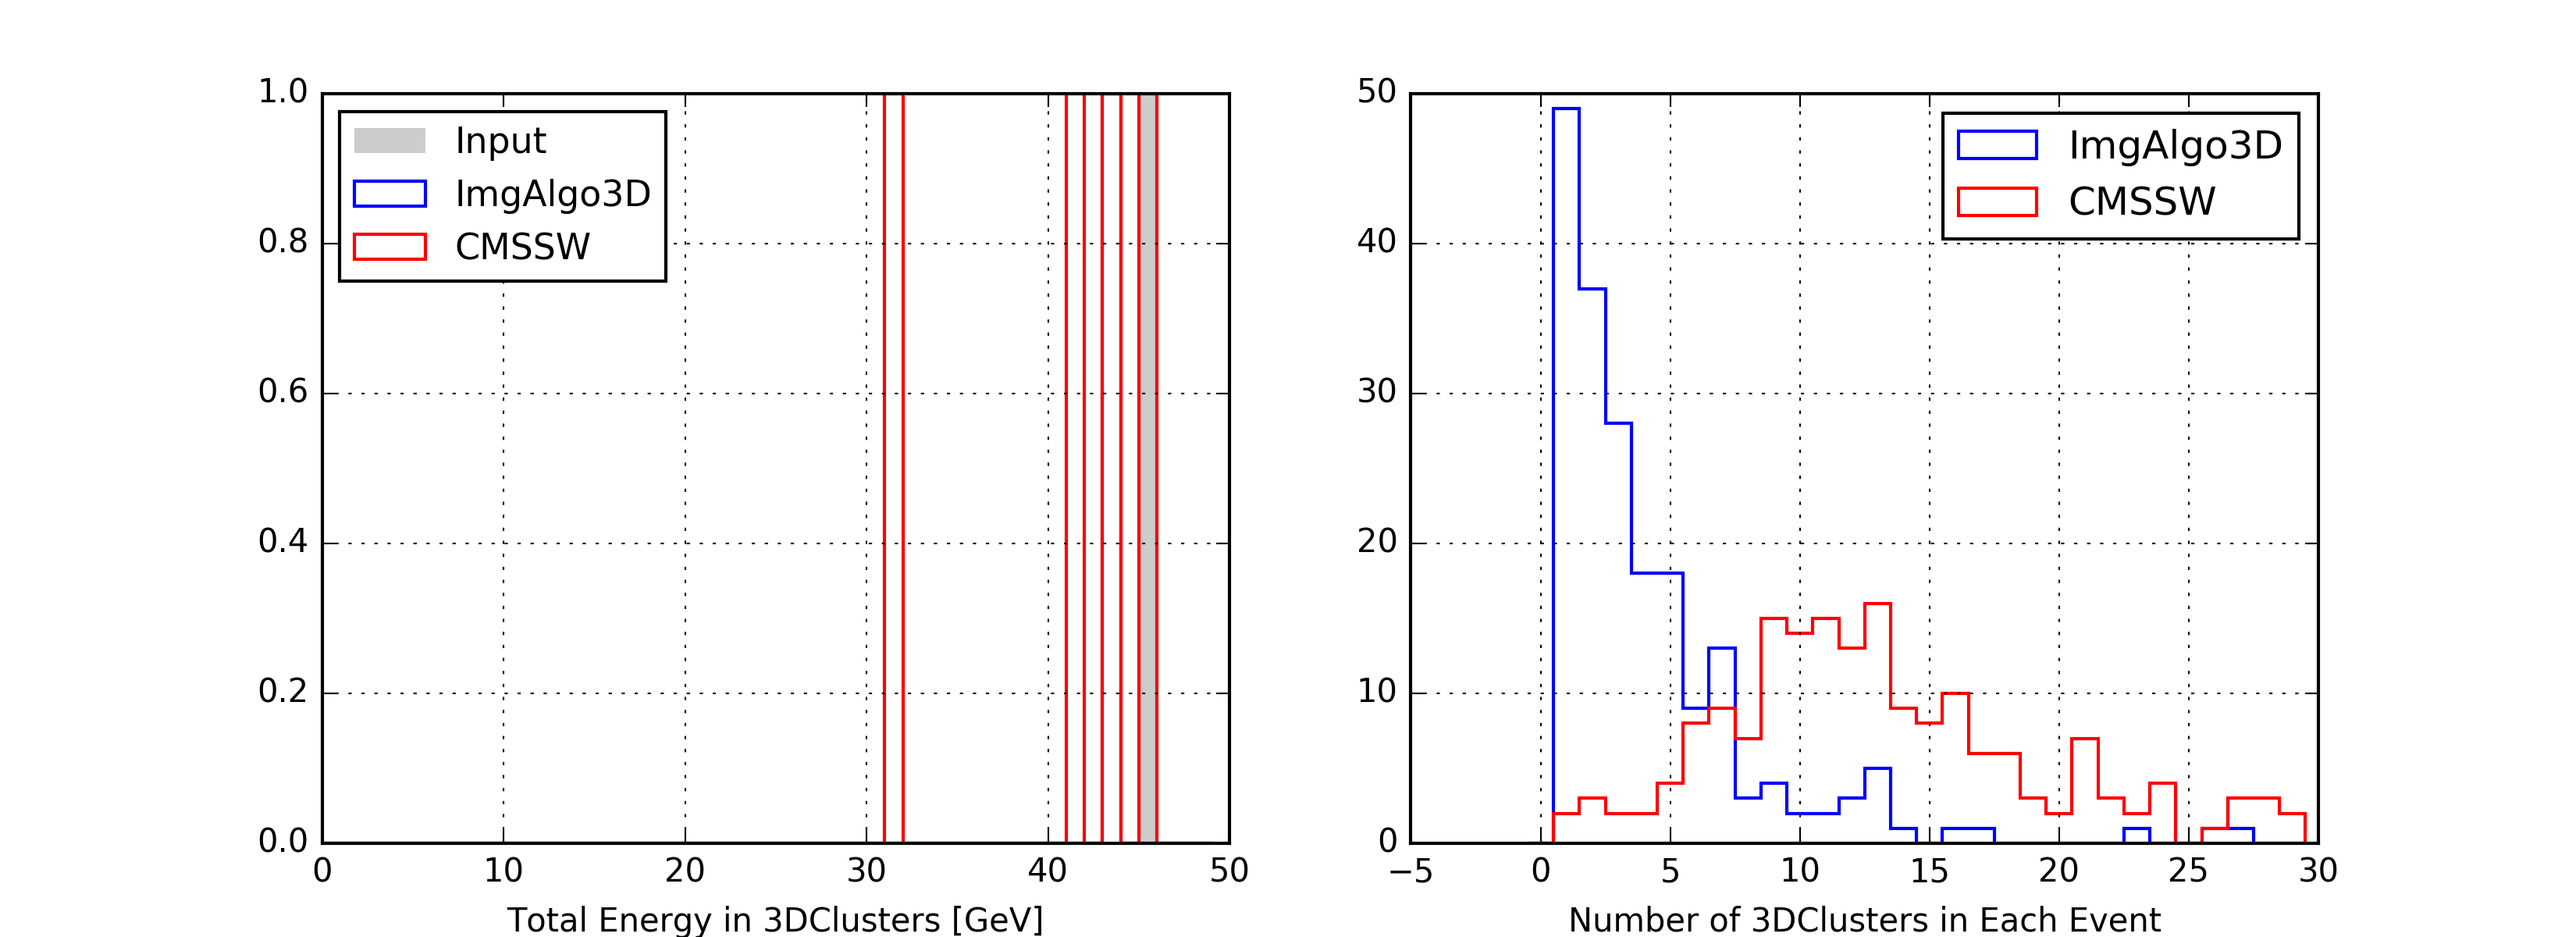 1.0
0.8
0.6
0.4
0.2
0.0
0 10 20 30 40 50
Total Energy in 3DClusters [GeV]
Input
ImgAlgo3D
CMSSW
50
40
30
20
10
0
−5 0 5 10 15 20 25 30
Number of 3DClusters in Each Event
ImgAlgo3D
CMSSW